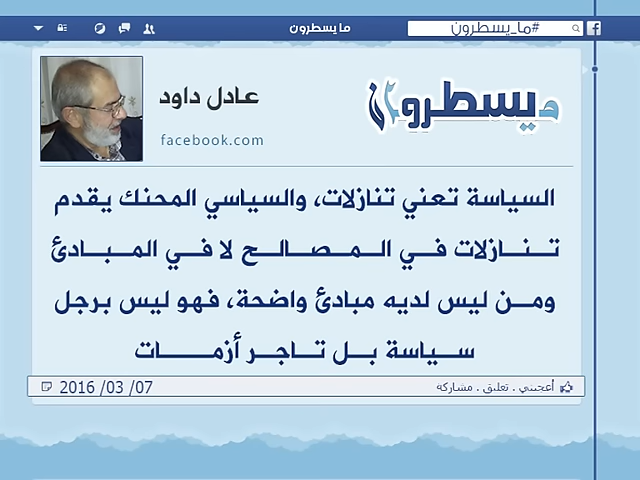 ما يسطرون
#ما_يسطرون
ما يسطرون
عادل داود
facebook.com
السياسة تعني تنازلات، والسياسي المحنك يقدم
تنازلات في المصالح لا في المبادئ
ومن ليس لديه مبادئ واضحة، فهو ليس برجل
سياسة بل تاجر أزمات
أعجبني . تعليق . مشاركه
2016 /03 /07